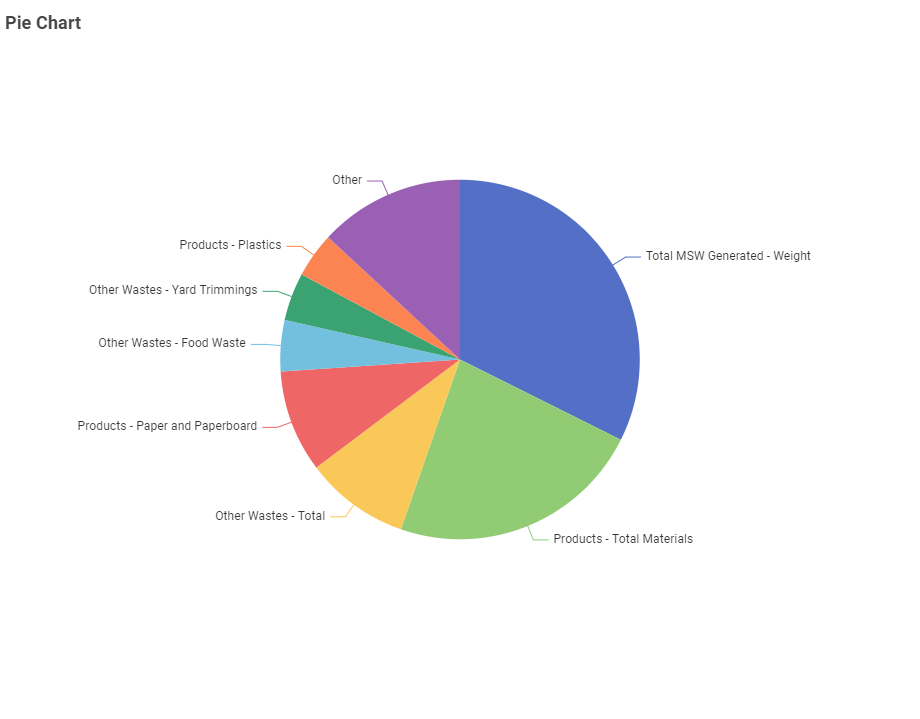 Pie Chart
Other
Total MSW Generated - Weight
Products - Plastics
Other Wastes - Yard Trimmings
Other Wastes - Food Waste
Products - Paper and Paperboard
Other Wastes - Total
Products - Total Materials